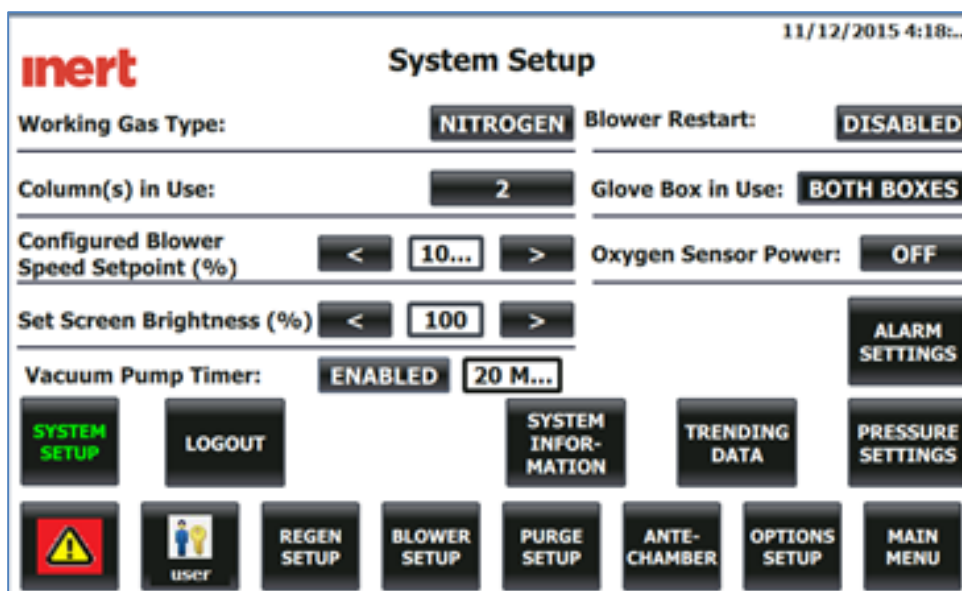 11/12/2015 4:18:..
inert
System Setup
Working Gas Type: NITROGEN
Blower Restart: DISABLED
Column(s) in Use: 2
Glove Box in Use: BOTH BOXES
Configured Blower
Speed Setpoint (%) < 10... >
Oxygen Sensor Power: OFF
Set Screen Brightness (%) < 100 >
ALARM
SETTINGS
Vacuum Pump Timer: ENABLED 20 M...
SYSTEM
SETUP
LOGOUT
SYSTEM
INFOR-
MATION
TRENDING
DATA
PRESSURE
SETTINGS
user
REGEN
SETUP
BLOWER
SETUP
PURGE
SETUP
ANTE-
CHAMBER
OPTIONS
SETUP
MAIN
MENU